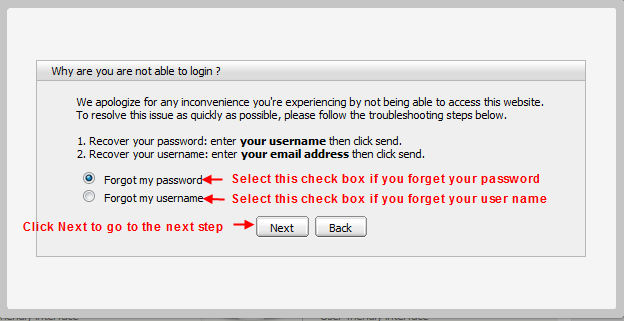 Why are you are not able to login ?
We apologize for any inconvenience you're experiencing by not being able to access this website.
To resolve this issue as quickly as possible, please follow the troubleshooting steps below.
1. Recover your password: enter your username then click send.
2. Recover your username: enter your email address then click send.
Forgot my password Select this check box if you forget your password
Forgot my username Select this check box if you forget your user name
Click Next to go to the next step Next Back